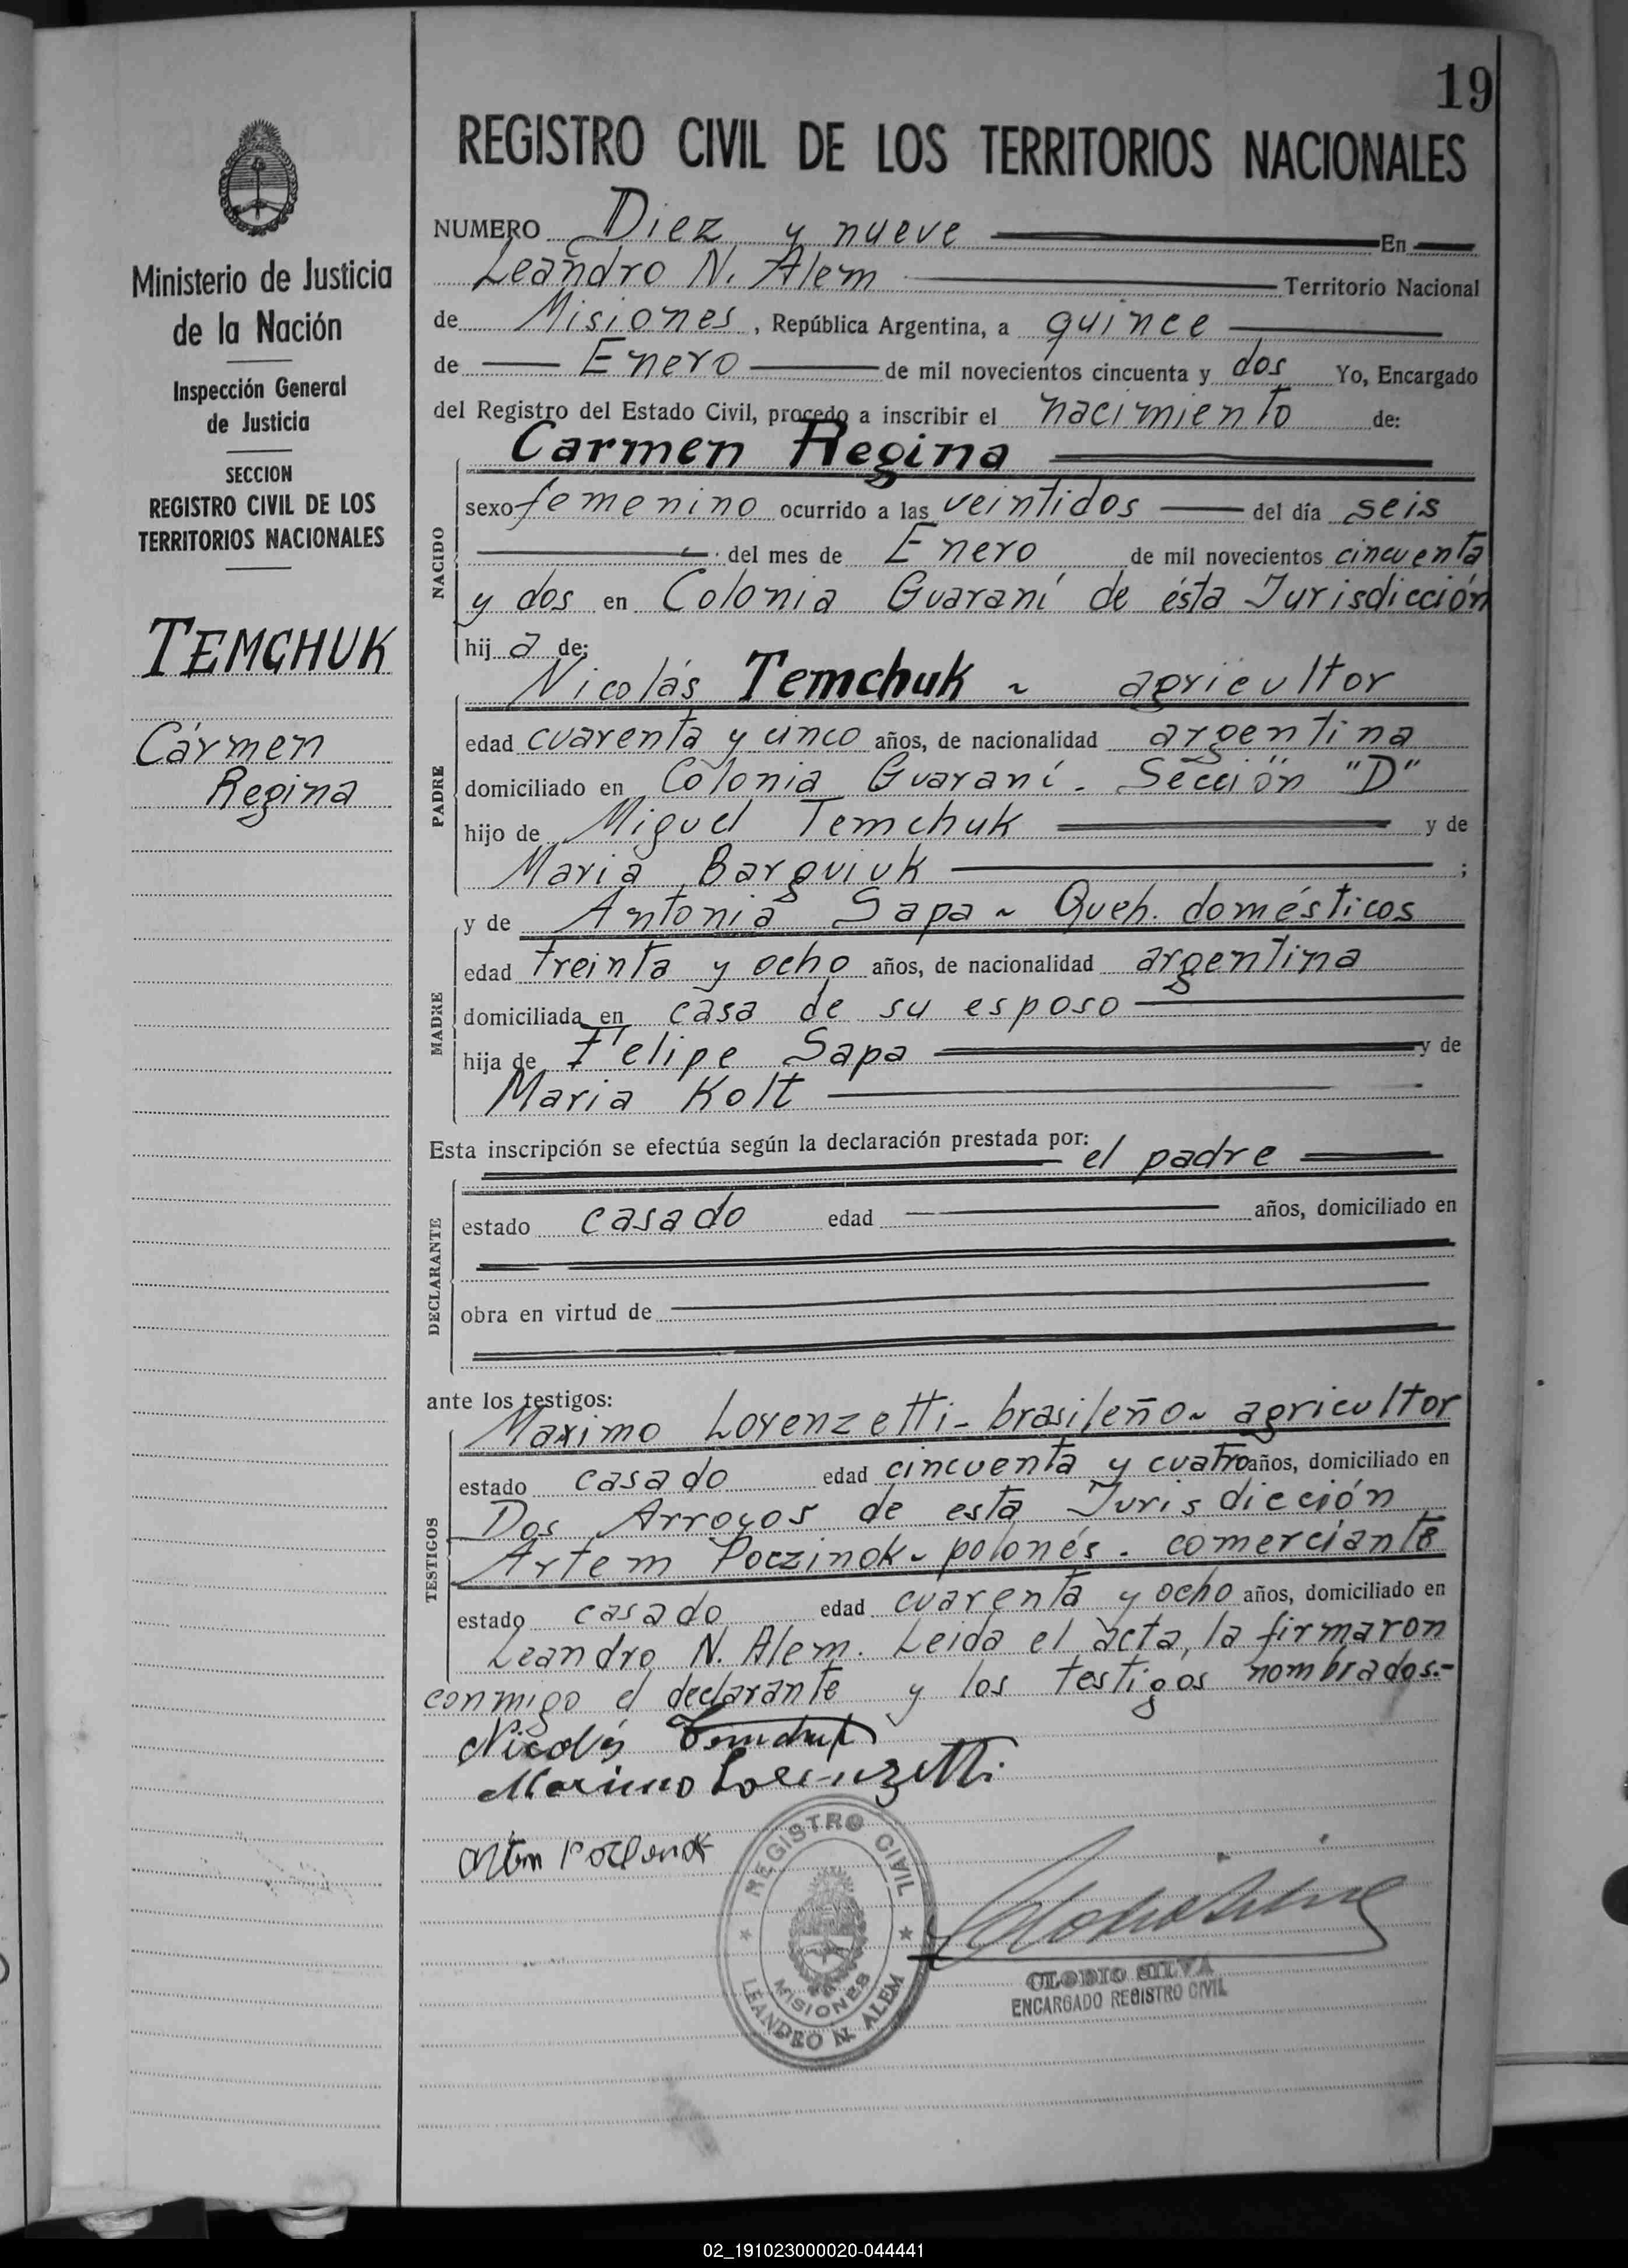 19
REGISTRO CIVIL DE LOS TERRITORIOS NACIONALES
Ministerio de Justicia
de la Nación
Inspección General
de Justicia
SECCION
REGISTRO CIVIL DE LOS
TERRITORIOS NACIONALES
TEMCHUK
Cármen
Regina
NUMERO Diez y nueve En
Leandro N. Alem Territorio Nacional
de Misiones, República Argentina, a quince
de Enero de mil novecientos cincuenta y dos Yo, Encargado
del Registro del Estado Civil, procedo a inscribir el nacimiento de:
Carmen Regina
NACIDO
sexo femenino ocurrido a las veintidos del día seis
del mes de Enero de mil novecientos cincuenta
y dos en Colonia Guaraní de ésta Jurisdicción
hij a de:
Nicolás Temchuk ~ agricultor
PADRE
edad cuarenta y cinco años, de nacionalidad argentina
domiciliado en Colonia Guaraní - Sección "D"
hijo de Miguel Temchuk y de
Maria Barquiuk ;
y de Antonia Sapa ~ Queh. domésticos
MADRE
edad treinta y ocho años, de nacionalidad argentina
domiciliada en casa de su esposo
hija de Felipe Sapa y de
Maria Kolt
Esta inscripción se efectúa según la declaración prestada por:
el padre
DECLARANTE
estado casado edad años, domiciliado en
obra en virtud de
ante los testigos:
Maximo Lorenzetti - brasileño ~ agricultor
TESTIGOS
estado casado edad cincuenta y cuatro años, domiciliado en
Dos Arroyos de esta Jurisdicción
Artem Poczinok ~ polonés - comerciante
estado casado edad cuarenta y ocho años, domiciliado en
Leandro N. Alem. Leida el acta, la firmaron
conmigo el declarante y los testigos nombrados.-
Nicolás Temchuk
Maximo Lorenzetti
REGISTRO CIVIL
MISIONES
LEANDRO N. ALEM
CLODIO SILVA
ENCARGADO REGISTRO CIVIL
02_191023000020-044441